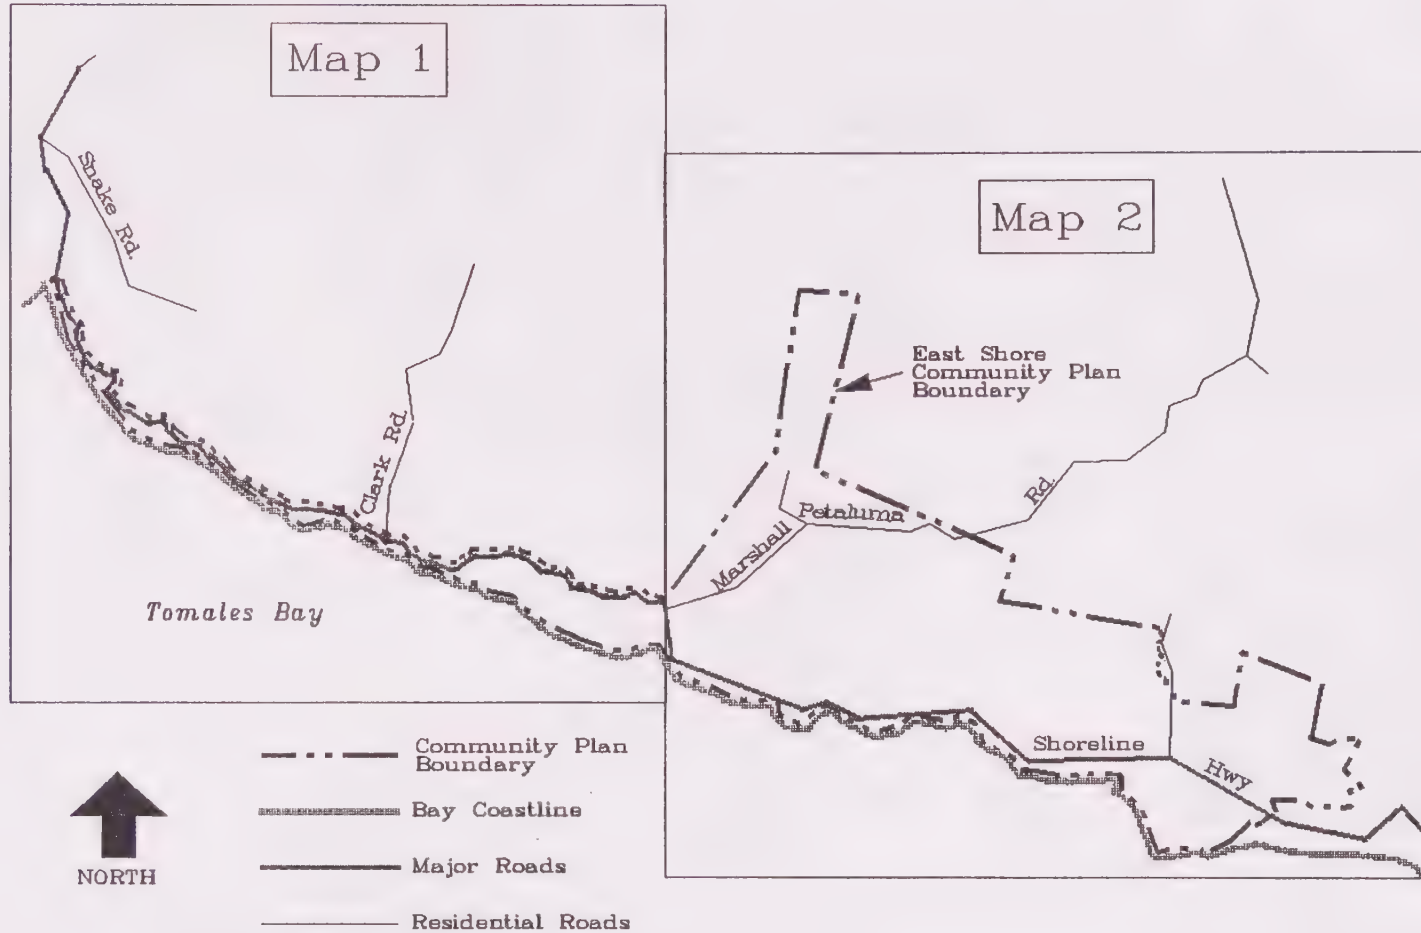 Map 1
Map 2
Snake Rd.
Clark Rd.
East Shore
Community Plan
Boundary
Marshall
Petaluma
Rd.
Tomales Bay
Shoreline
Hwy
NORTH
Community Plan
Boundary
Bay Coastline
Major Roads
Residential Roads